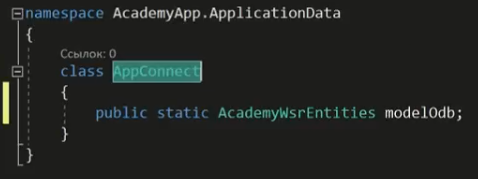 namespace AcademyApp.ApplicationData
{
Ссылок: 0
class AppConnect
{
public static AcademyWsrEntities modelOdb;
}
}